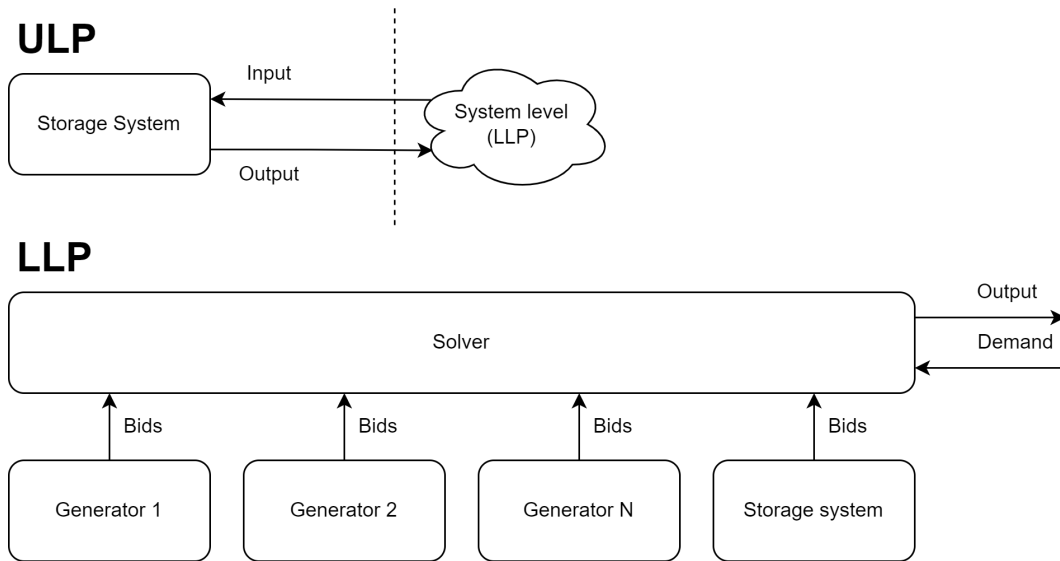 ULP
Input
Storage System
System level
(LLP)
Output
LLP
Output
Solver
Demand
Bids
Bids
Bids
Bids
Generator 1
Generator 2
Generator N
Storage system